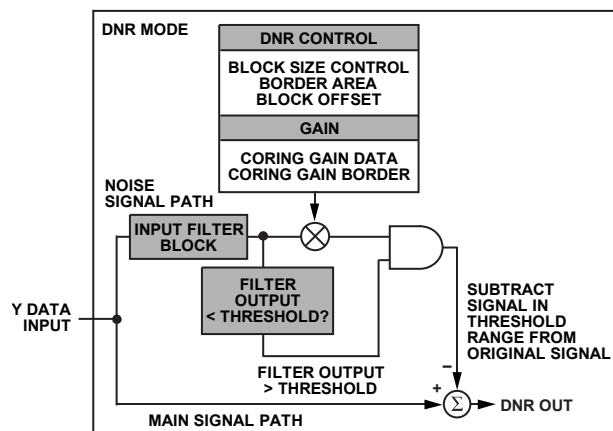 DNR MODE
DNR CONTROL
BLOCK SIZE CONTROL
BORDER AREA
BLOCK OFFSET
GAIN
CORING GAIN DATA
CORING GAIN BORDER
NOISE
SIGNAL PATH
INPUT FILTER
BLOCK
FILTER
OUTPUT
< THRESHOLD?
Y DATA
INPUT
SUBTRACT
SIGNAL IN
THRESHOLD
RANGE FROM
ORIGINAL SIGNAL
FILTER OUTPUT
> THRESHOLD
–
+
Σ
DNR OUT
MAIN SIGNAL PATH